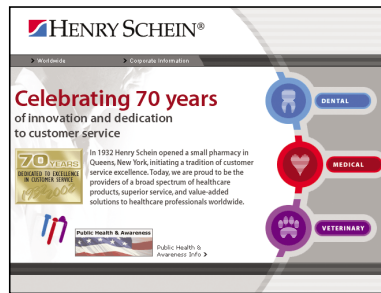 HENRY SCHEIN®
Worldwide
Corporate Information
Celebrating 70 years
of innovation and dedication
to customer service
70 YEARS
DEDICATED TO EXCELLENCE
IN CUSTOMER SERVICE
In 1932 Henry Schein opened a small pharmacy in
Queens, New York, initiating a tradition of customer
service excellence. Today, we are proud to be the
providers of a broad spectrum of healthcare
products, superior service, and value-added
solutions to healthcare professionals worldwide.
DENTAL
MEDICAL
VETERINARY
Public Health & Awareness
Public Health &
Awareness Info